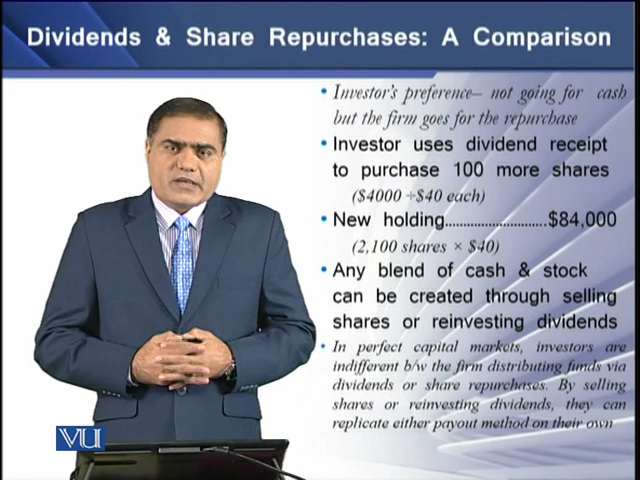 Dividends & Share Repurchases: A Comparison
• Investor's preference– not going for cash
but the firm goes for the repurchase
• Investor uses dividend receipt
to purchase 100 more shares
($4000 ÷$40 each)
• New holding.............................$84,000
(2,100 shares × $40)
• Any blend of cash & stock
can be created through selling
shares or reinvesting dividends
• In perfect capital markets, investors are
indifferent b/w the firm distributing funds via
dividends or share repurchases. By selling
shares or reinvesting dividends, they can
replicate either payout method on their own
VU